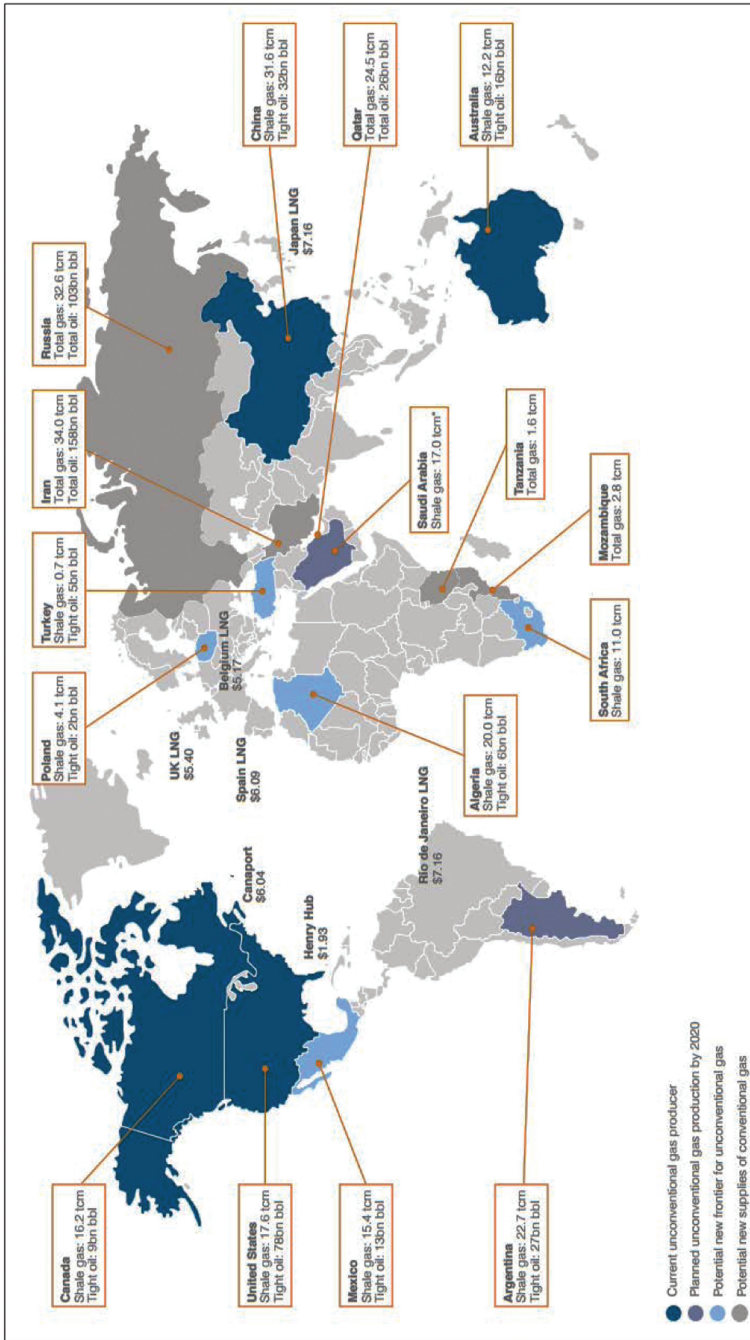 Canada
Shale gas: 16.2 tcm
Tight oil: 9bn bbl
United States
Shale gas: 17.6 tcm
Tight oil: 78bn bbl
Mexico
Shale gas: 15.4 tcm
Tight oil: 13bn bbl
Argentina
Shale gas: 22.7 tcm
Tight oil: 27bn bbl
Canaport
$6.04
Henry Hub
$1.93
Rio de Janeiro LNG
$7.16
Poland
Shale gas: 4.1 tcm
Tight oil: 2bn bbl
UK LNG
$5.40
Spain LNG
$6.09
Belgium LNG
$5.17
Turkey
Shale gas: 0.7 tcm
Tight oil: 5bn bbl
Iran
Total gas: 34.0 tcm
Total oil: 158bn bbl
Russia
Total gas: 32.6 tcm
Total oil: 103bn bbl
Algeria
Shale gas: 20.0 tcm
Tight oil: 6bn bbl
South Africa
Shale gas: 11.0 tcm
Mozambique
Total gas: 2.8 tcm
Tanzania
Total gas: 1.6 tcm
Saudi Arabia
Shale gas: 17.0 tcm*
Japan LNG
$7.16
China
Shale gas: 31.6 tcm
Tight oil: 32bn bbl
Qatar
Total gas: 24.5 tcm
Total oil: 26bn bbl
Australia
Shale gas: 12.2 tcm
Tight oil: 16bn bbl
Current unconventional gas producer
Planned unconventional gas production by 2020
Potential new frontier for unconventional gas
Potential new supplies of conventional gas